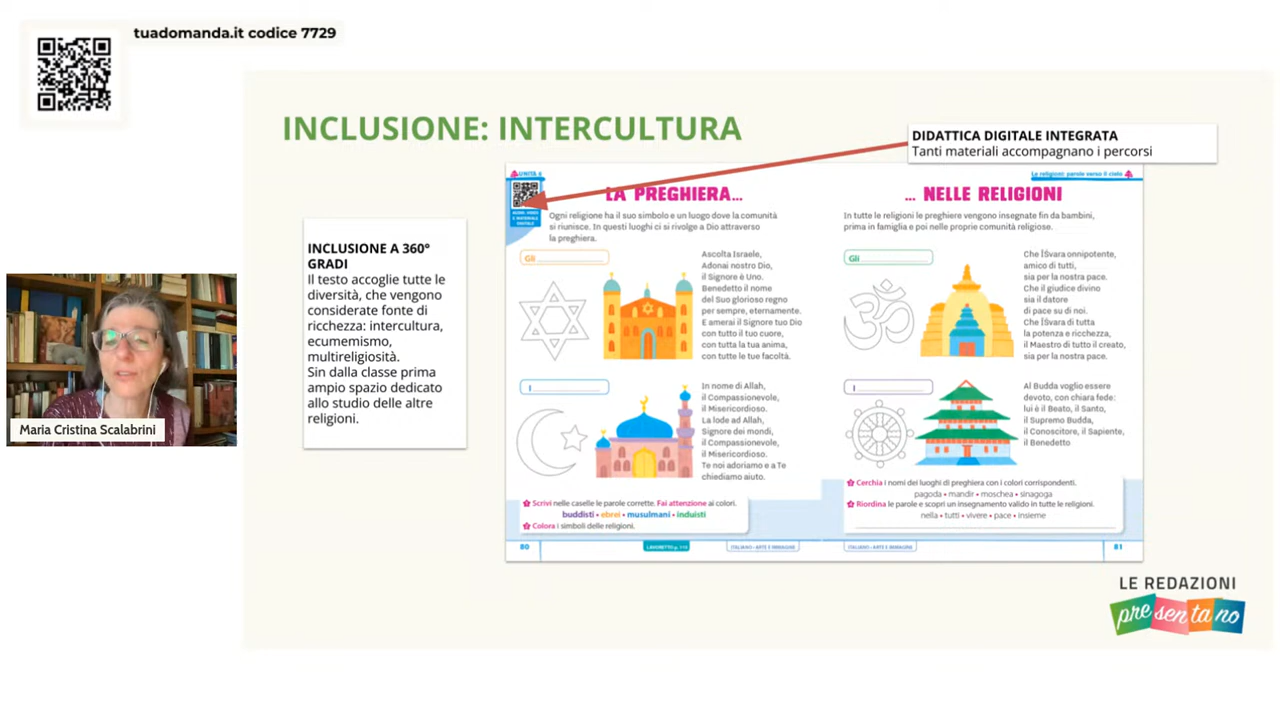 tuadomanda.it codice 7729
INCLUSIONE: INTERCULTURA
DIDATTICA DIGITALE INTEGRATA
Tanti materiali accompagnano i percorsi
INCLUSIONE A 360°
GRADI
Il testo accoglie tutte le
diversità, che vengono
considerate fonte di
ricchezza: intercultura,
ecumemismo,
multireligiosità.
Sin dalla classe prima
ampio spazio dedicato
allo studio delle altre
religioni.
Maria Cristina Scalabrini
UNITÀ
LA PREGHIERA...
Ogni religione ha il suo simbolo e un luogo dove la comunità
si riunisce. In questi luoghi ci si rivolge a Dio attraverso
la preghiera.
Gli
Ascolta Israele,
Adonai nostro Dio,
il Signore è Uno.
Benedetto il nome
del Suo glorioso regno
per sempre, eternamente.
E amerai il Signore tuo Dio
con tutto il tuo cuore,
con tutta la tua anima,
con tutte le tue facoltà.
I
In nome di Allah,
il Compassionevole,
il Misericordioso.
La lode ad Allah,
Signore dei mondi,
il Compassionevole,
il Misericordioso.
Te noi adoriamo e a Te
chiediamo aiuto.
Scrivi nelle caselle le parole corrette. Fai attenzione ai colori.
buddisti • ebrei • musulmani • induisti
Colora i simboli delle religioni.
80
ITALIANO - ARTE E IMMAGINE
Le religioni: parole verso il cielo
... NELLE RELIGIONI
In tutte le religioni le preghiere vengono insegnate fin da bambini,
prima in famiglia e poi nelle proprie comunità religiose.
Gli
Che Īśvara onnipotente,
amico di tutti,
sia per la nostra pace.
Che il giudice divino
sia il datore
di pace su di noi.
Che Īśvara di tutta
la potenza e ricchezza,
il Maestro di tutto il creato,
sia per la nostra pace.
I
Al Budda voglio essere
devoto, con chiara fede:
lui è il Beato, il Santo,
il Supremo Budda,
il Conoscitore, il Sapiente,
il Benedetto
Cerchia i nomi dei luoghi di preghiera con i colori corrispondenti.
pagoda • mandir • moschea • sinagoga
Riordina le parole e scopri un insegnamento valido in tutte le religioni.
nella • tutti • vivere • pace • insieme
ITALIANO - ARTE E IMMAGINE
81
LE REDAZIONI
presentano